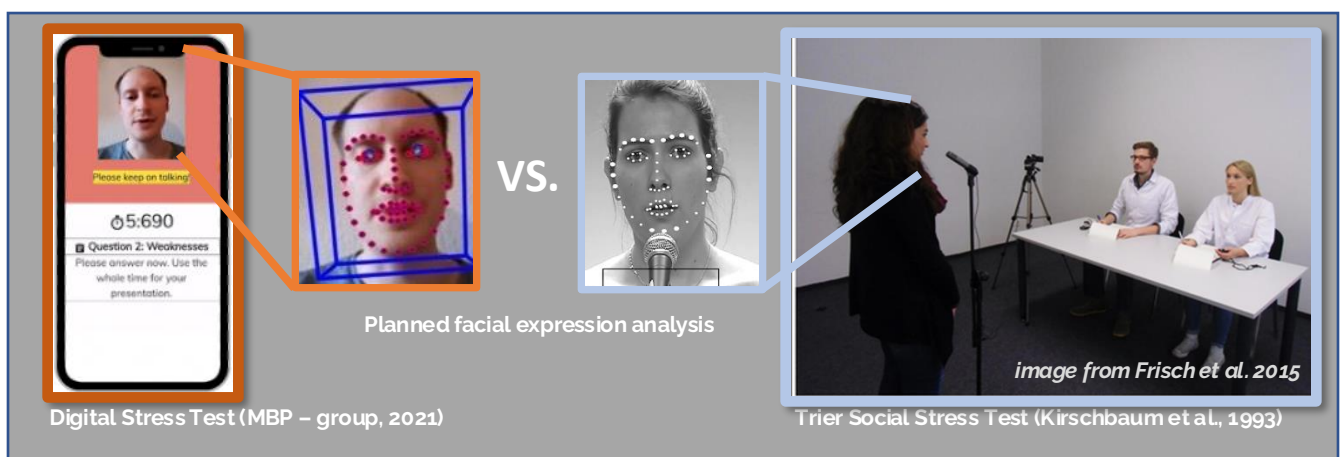 Please keep on talking!
5:690
Question 2: Weaknesses
Please answer now. Use the
whole time for your
presentation.
VS.
Planned facial expression analysis
image from Frisch et al. 2015
Digital Stress Test (MBP – group, 2021)
Trier Social Stress Test (Kirschbaum et al., 1993)